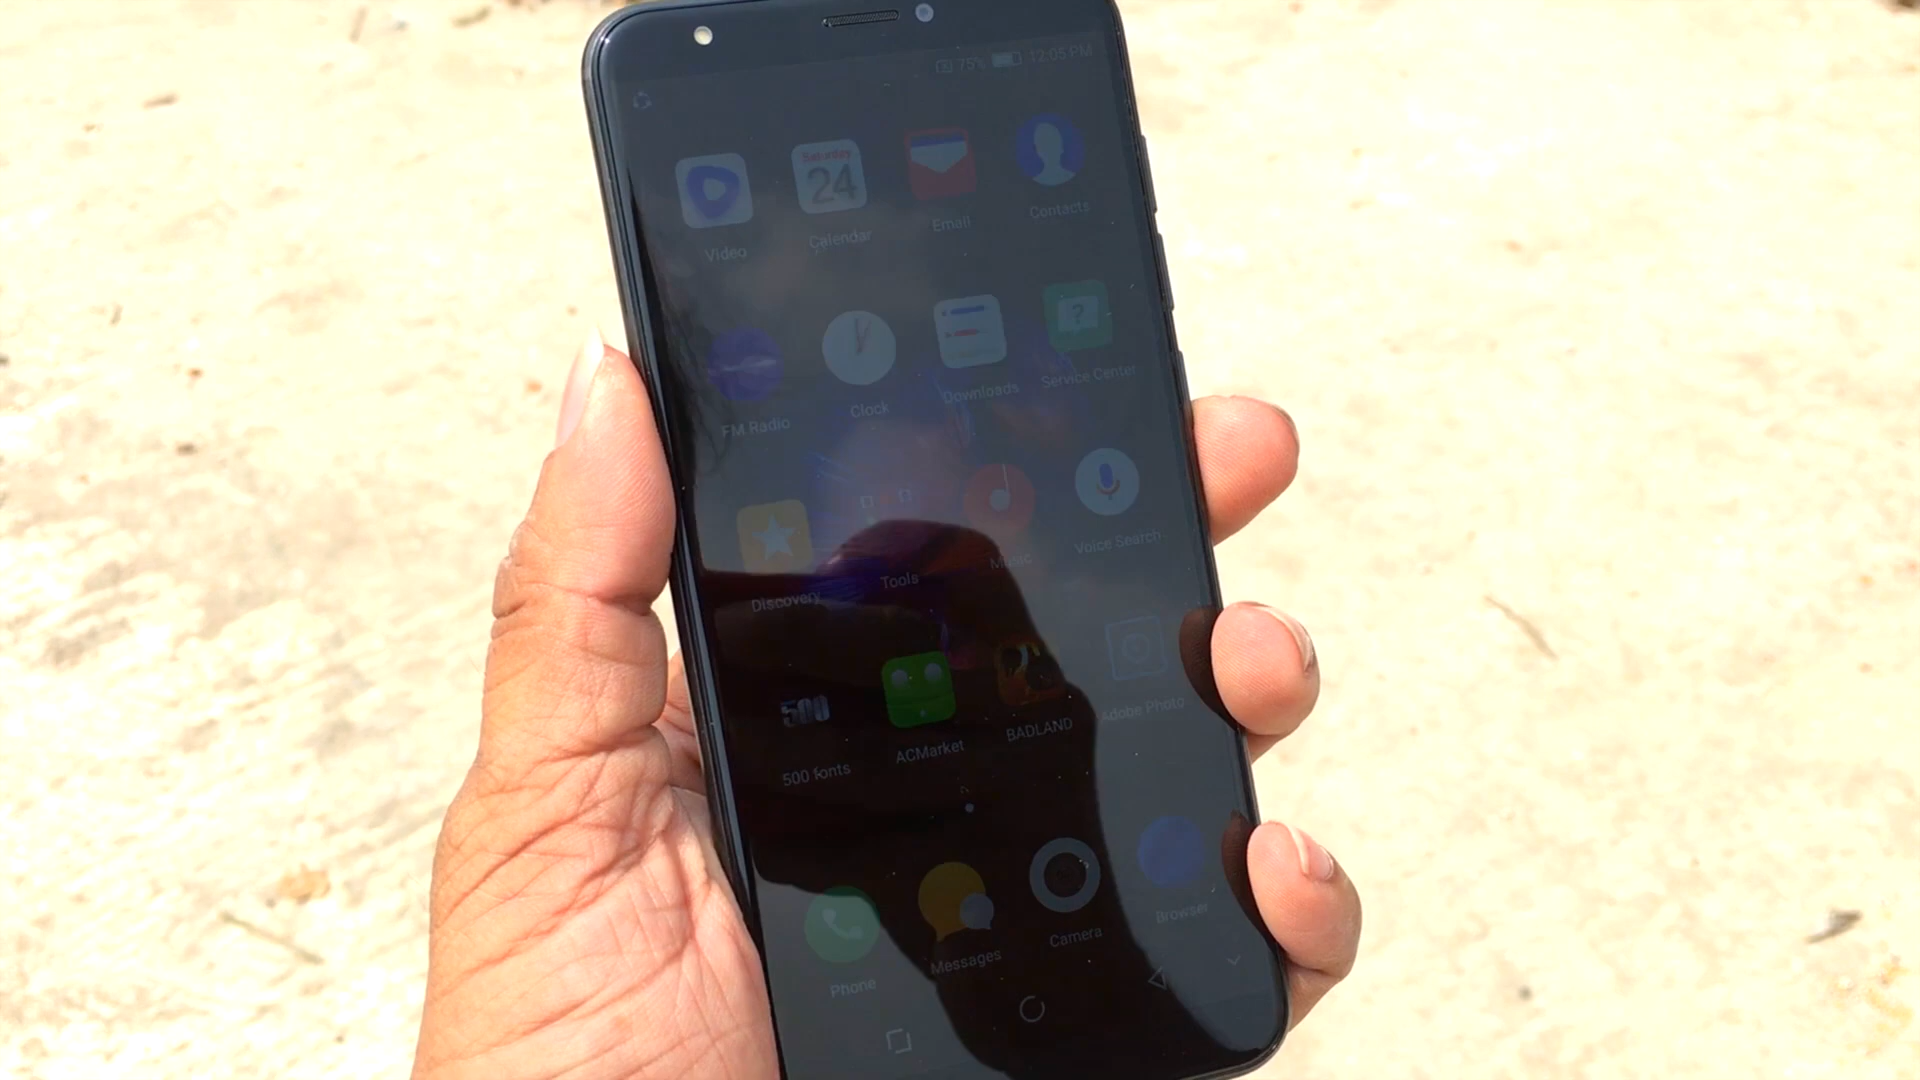 75% 12:05 PM
Saturday
24
Video Calendar Email Contacts
?
FM Radio Clock Downloads Service Center
Discovery Tools Music Voice Search
500
500 fonts ACMarket BADLAND Adobe Photo
Phone Messages Camera Browser